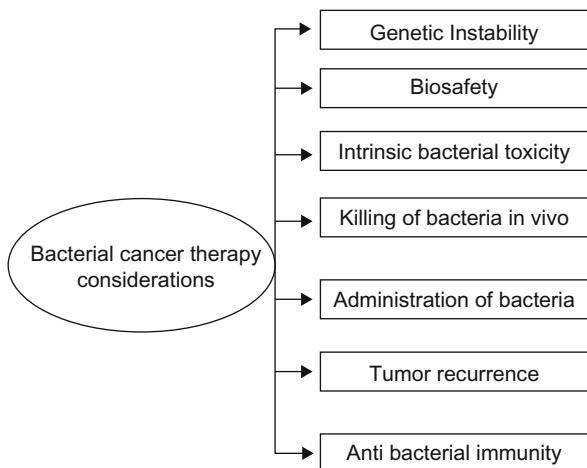 Genetic Instability
Biosafety
Intrinsic bacterial toxicity
Killing of bacteria in vivo
Bacterial cancer therapy
considerations
Administration of bacteria
Tumor recurrence
Anti bacterial immunity